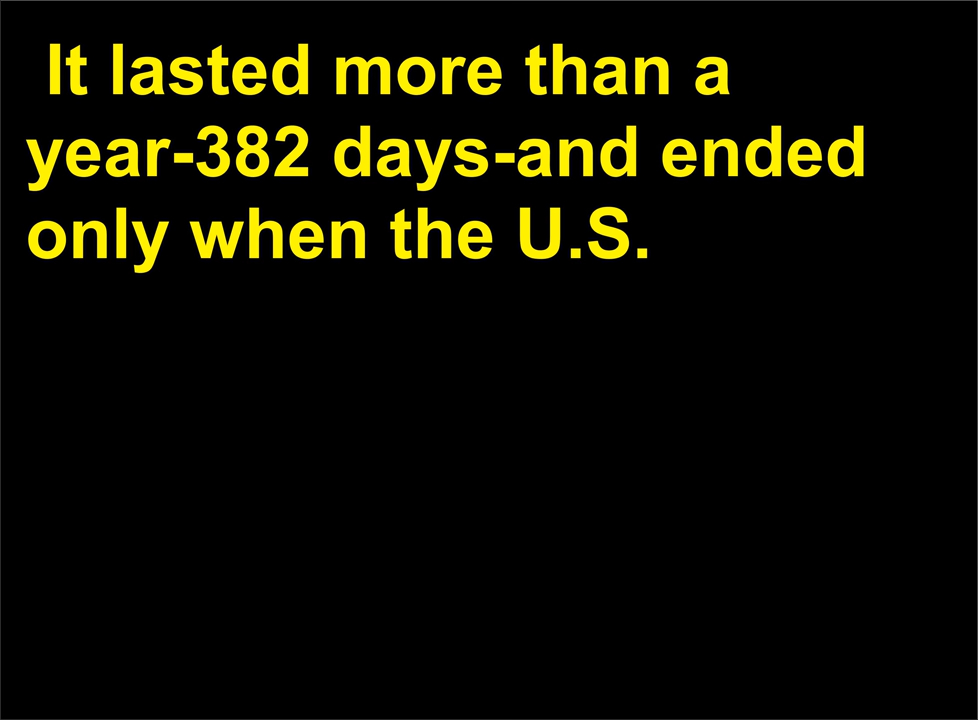 It lasted more than a
year-382 days-and ended
only when the U.S.